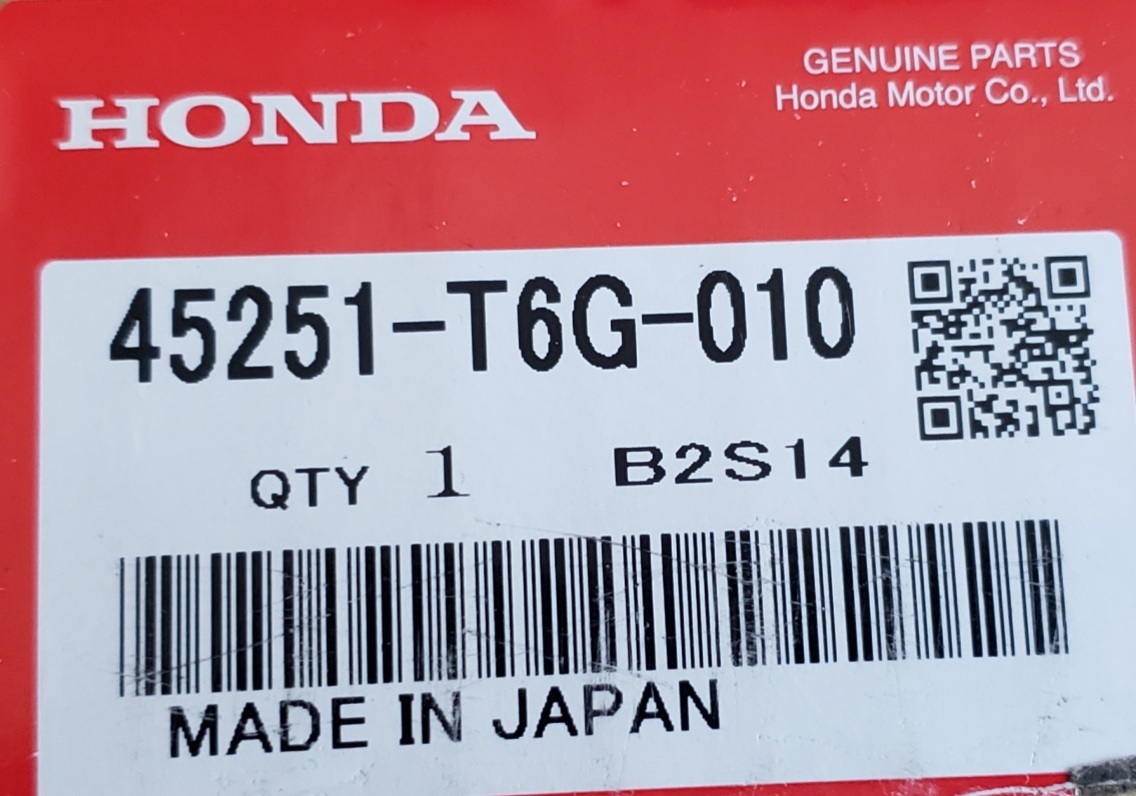 HONDA
GENUINE PARTS
Honda Motor Co., Ltd.
45251-T6G-010
QTY 1 B2S14
MADE IN JAPAN